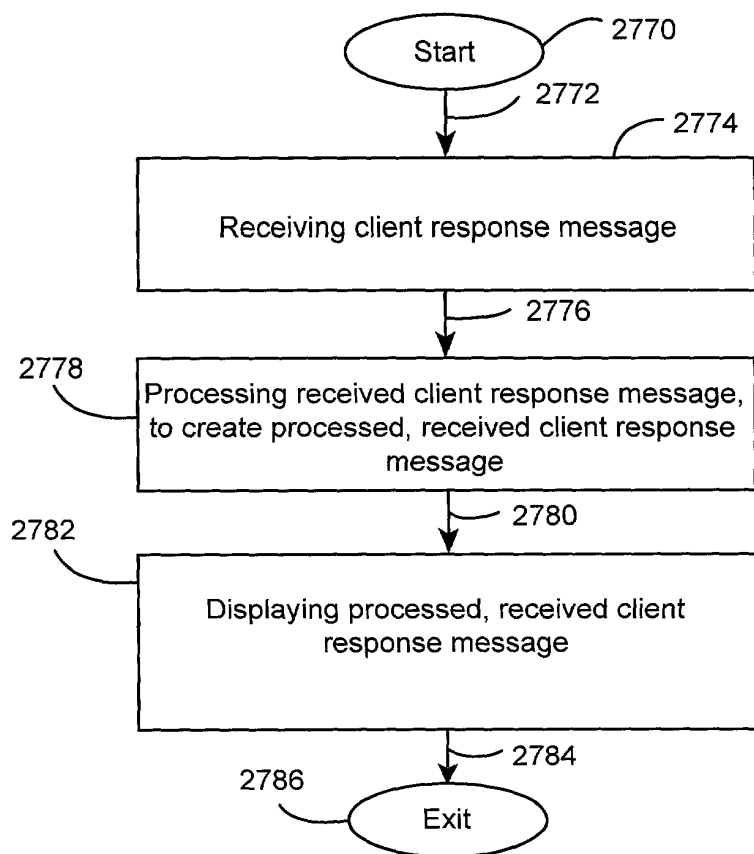 2770
Start
2772
2774
Receiving client response message
2776
2778
Processing received client response message,
to create processed, received client response
message
2780
2782
Displaying processed, received client
response message
2784
2786
Exit